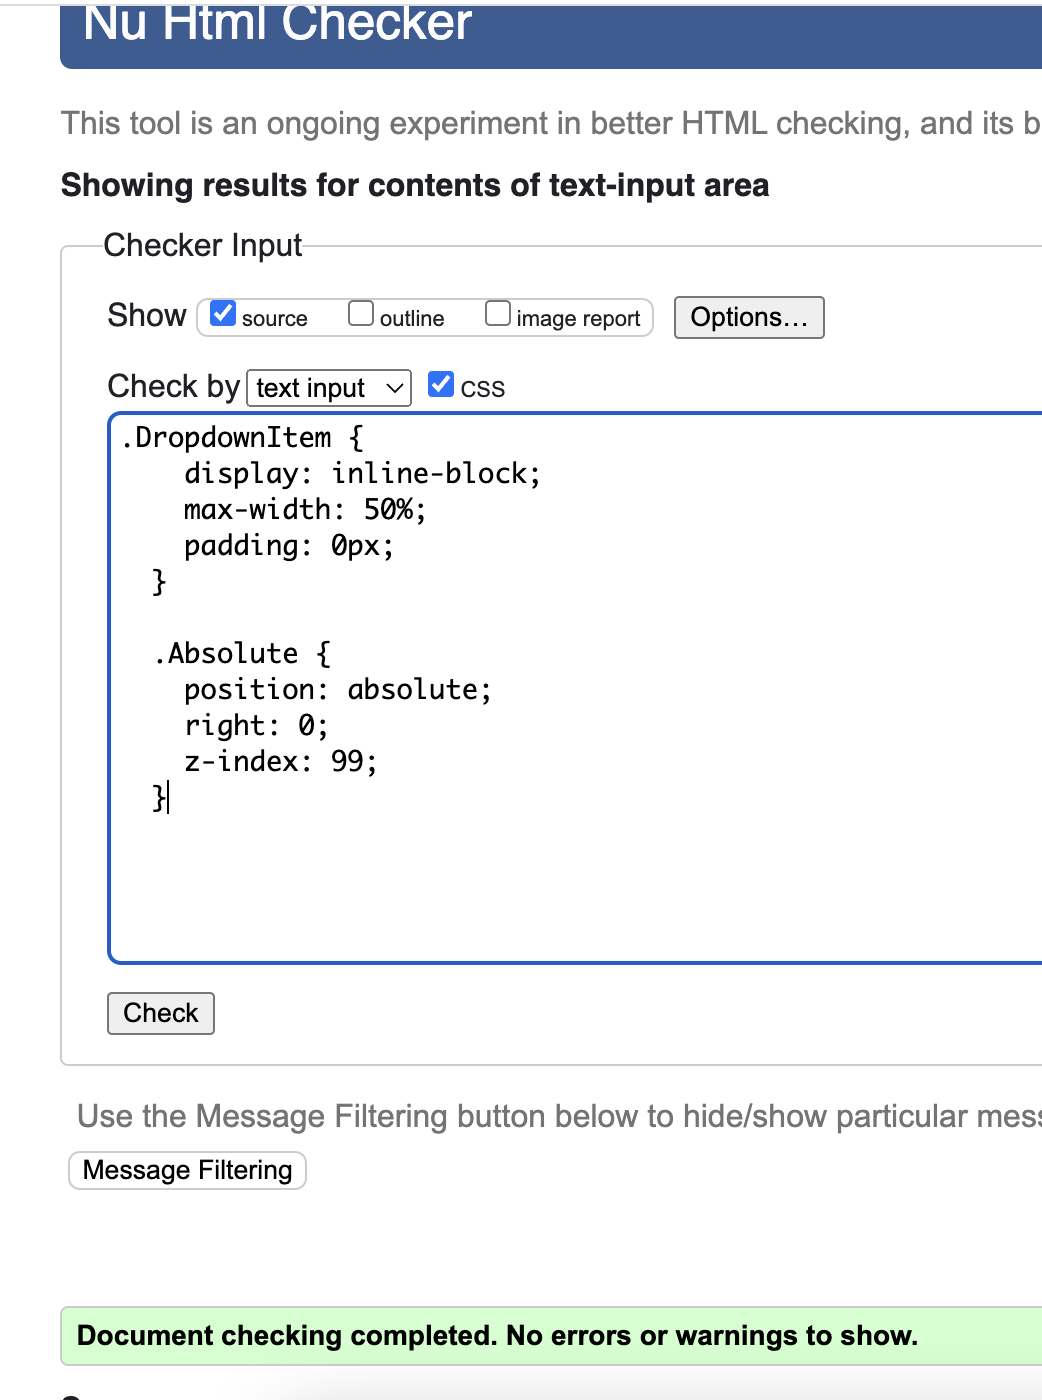 Nu Html Checker
This tool is an ongoing experiment in better HTML checking, and its b
Showing results for contents of text-input area
Checker Input
Show source outline image report Options...
Check by text input CSS
.DropdownItem {
display: inline-block;
max-width: 50%;
padding: 0px;
}
.Absolute {
position: absolute;
right: 0;
z-index: 99;
}
Check
Use the Message Filtering button below to hide/show particular mess
Message Filtering
Document checking completed. No errors or warnings to show.